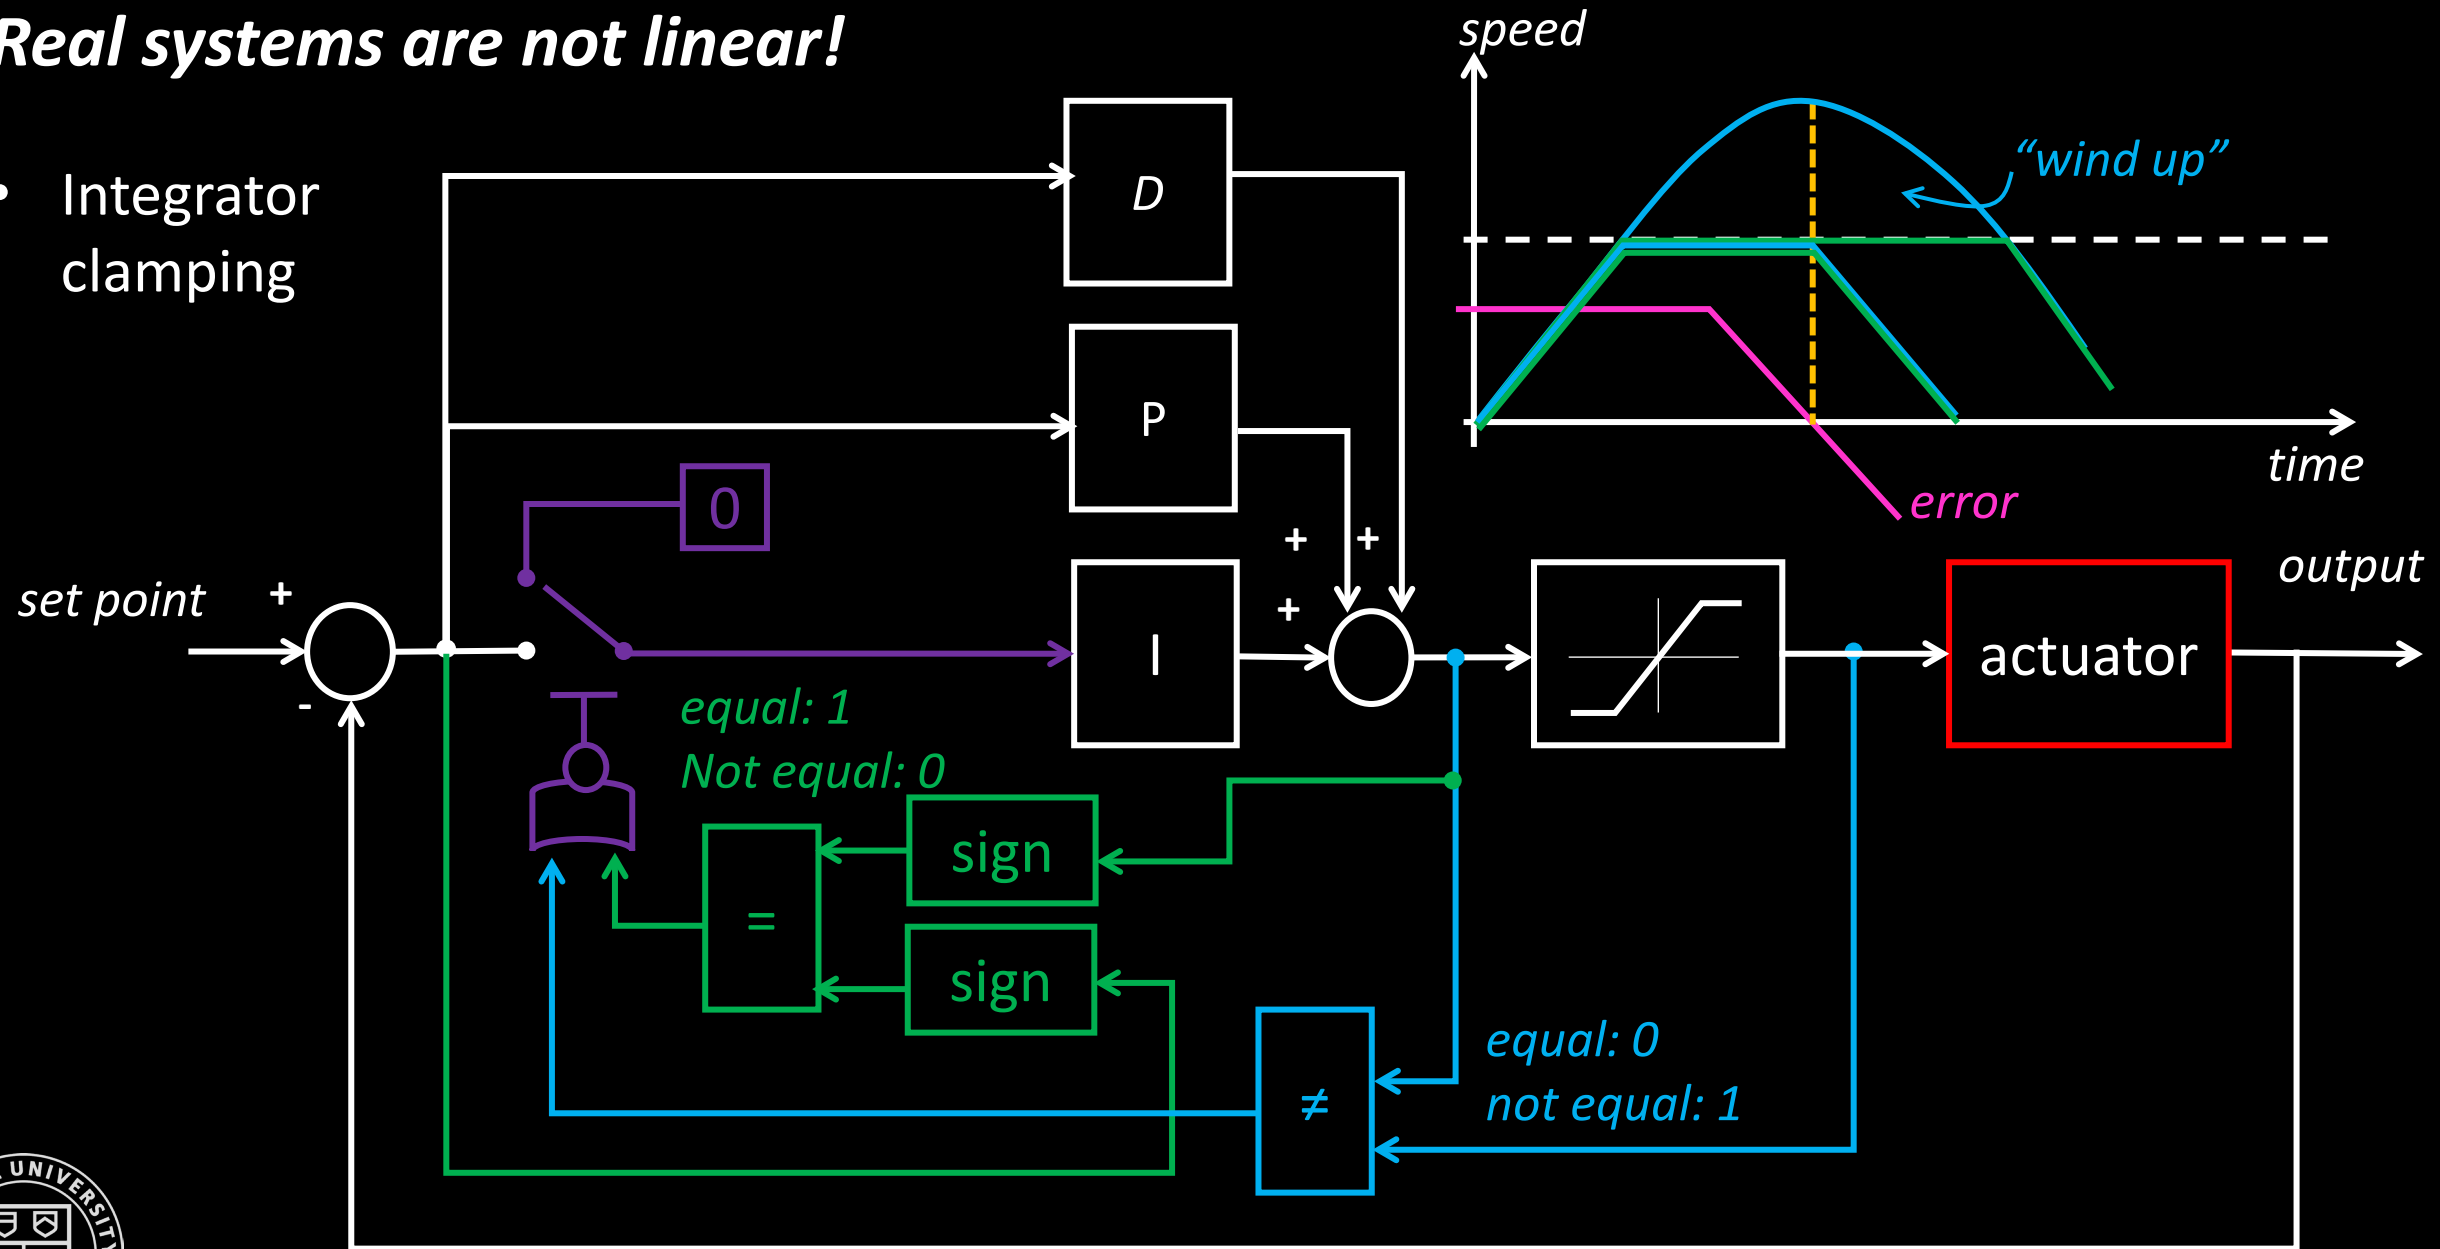 Real systems are not linear!
• Integrator
clamping
speed
"wind up"
time
error
D
P
0
+ +
set point
+
+
output
-
I
actuator
equal: 1
Not equal: 0
sign
=
sign
equal: 0
≠
not equal: 1
UNIVERSITY